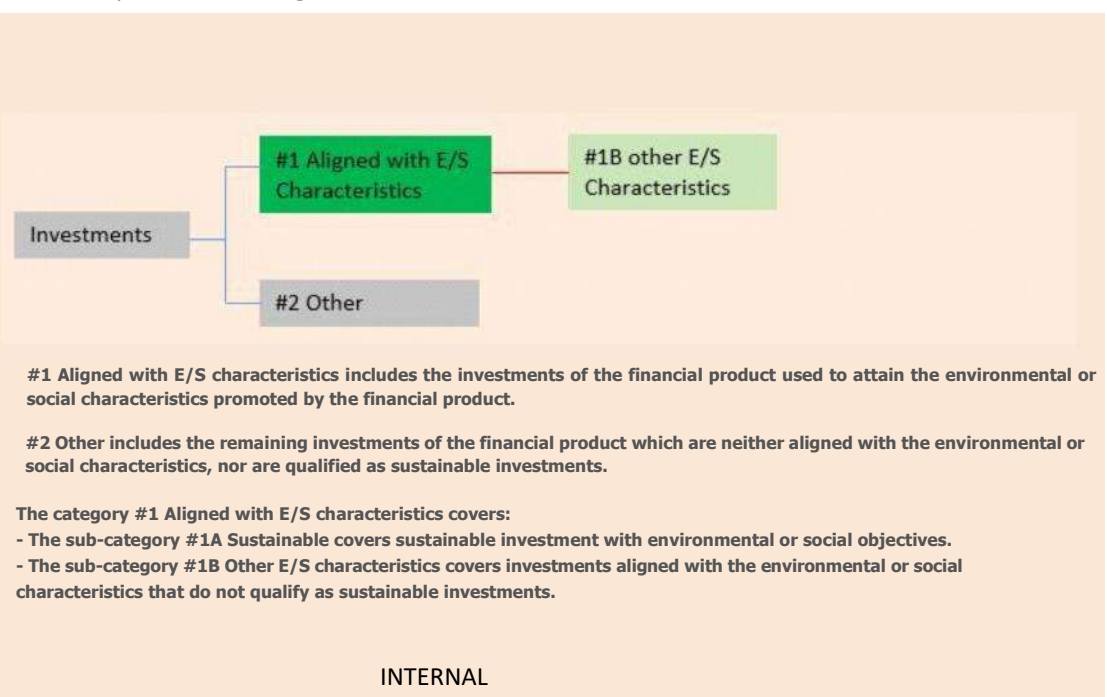 #1 Aligned with E/S
Characteristics
#1B other E/S
Characteristics
Investments
#2 Other
#1 Aligned with E/S characteristics includes the investments of the financial product used to attain the environmental or
social characteristics promoted by the financial product.
#2 Other includes the remaining investments of the financial product which are neither aligned with the environmental or
social characteristics, nor are qualified as sustainable investments.
The category #1 Aligned with E/S characteristics covers:
- The sub-category #1A Sustainable covers sustainable investment with environmental or social objectives.
- The sub-category #1B Other E/S characteristics covers investments aligned with the environmental or social
characteristics that do not qualify as sustainable investments.
INTERNAL